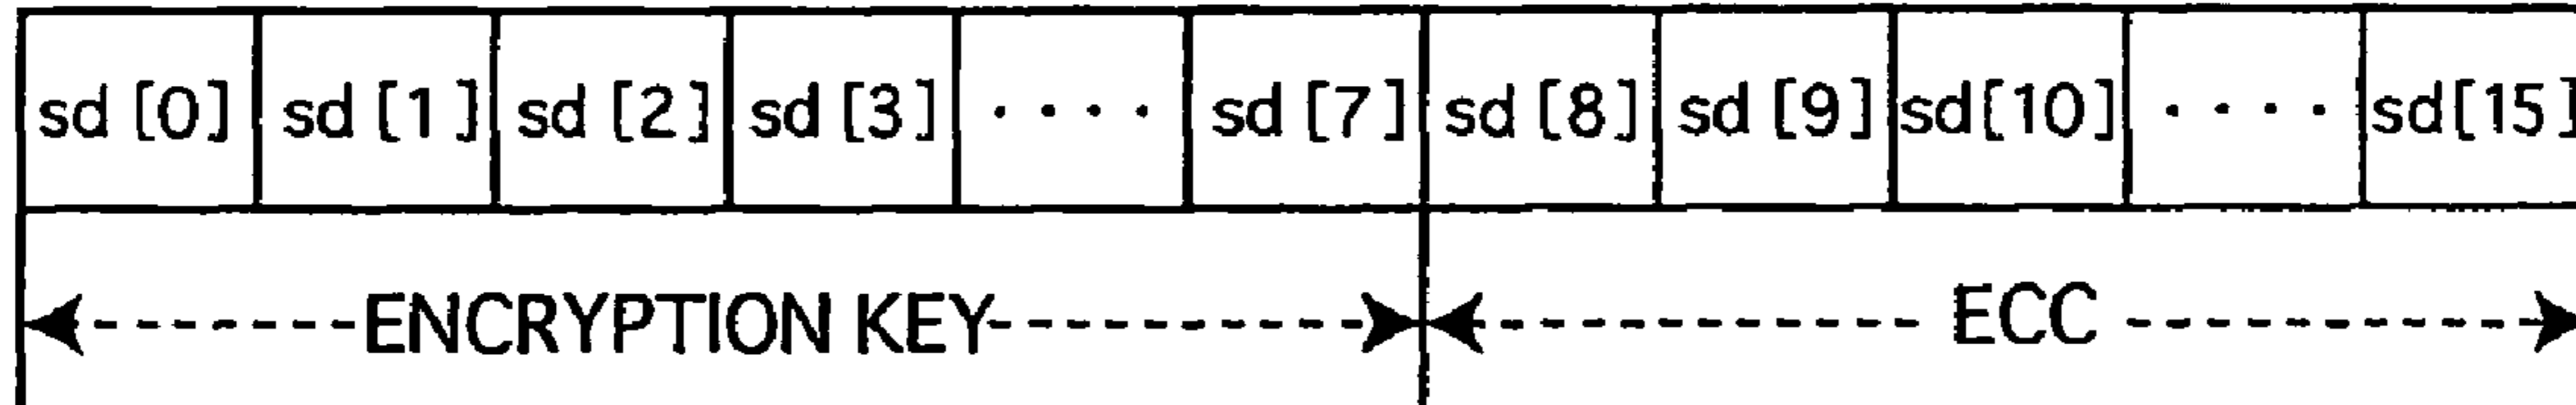 sd [0] sd [1] sd [2] sd [3] · · · · sd [7] sd [8] sd [9] sd[10] · · · · sd[15]
ENCRYPTION KEY ECC